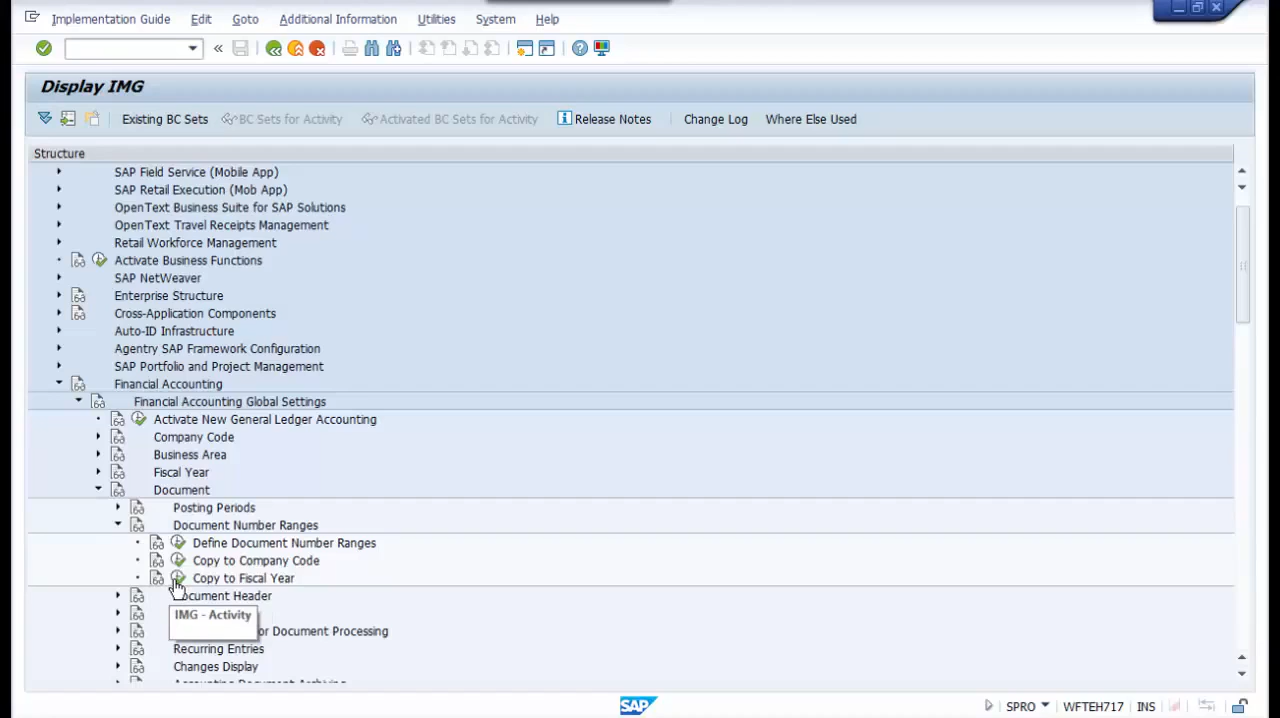 Implementation Guide Edit Goto Additional Information Utilities System Help
Display IMG
Existing BC Sets BC Sets for Activity Activated BC Sets for Activity Release Notes Change Log Where Else Used
Structure
SAP Field Service (Mobile App)
SAP Retail Execution (Mob App)
OpenText Business Suite for SAP Solutions
OpenText Travel Receipts Management
Retail Workforce Management
Activate Business Functions
SAP NetWeaver
Enterprise Structure
Cross-Application Components
Auto-ID Infrastructure
Agentry SAP Framework Configuration
SAP Portfolio and Project Management
Financial Accounting
Financial Accounting Global Settings
Activate New General Ledger Accounting
Company Code
Business Area
Fiscal Year
Document
Posting Periods
Document Number Ranges
Define Document Number Ranges
Copy to Company Code
Copy to Fiscal Year
ocument Header
IMG - Activity
or Document Processing
Recurring Entries
Changes Display
Accounting Document Archiving
SAP SPRO WFTEH717 INS